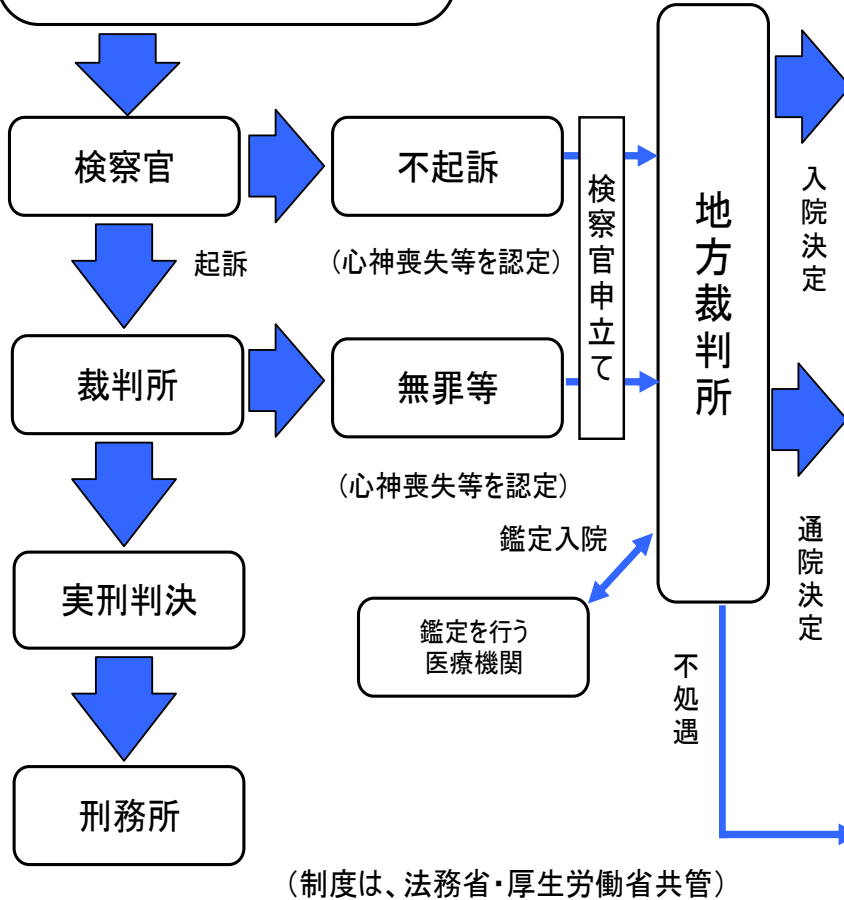 検察官
不起訴
起訴
(心神喪失等を認定)
検察官申立て
地方裁判所
入院決定
裁判所
無罪等
(心神喪失等を認定)
通院決定
鑑定入院
鑑定を行う
医療機関
実刑判決
不処遇
刑務所
(制度は、法務省・厚生労働省共管)